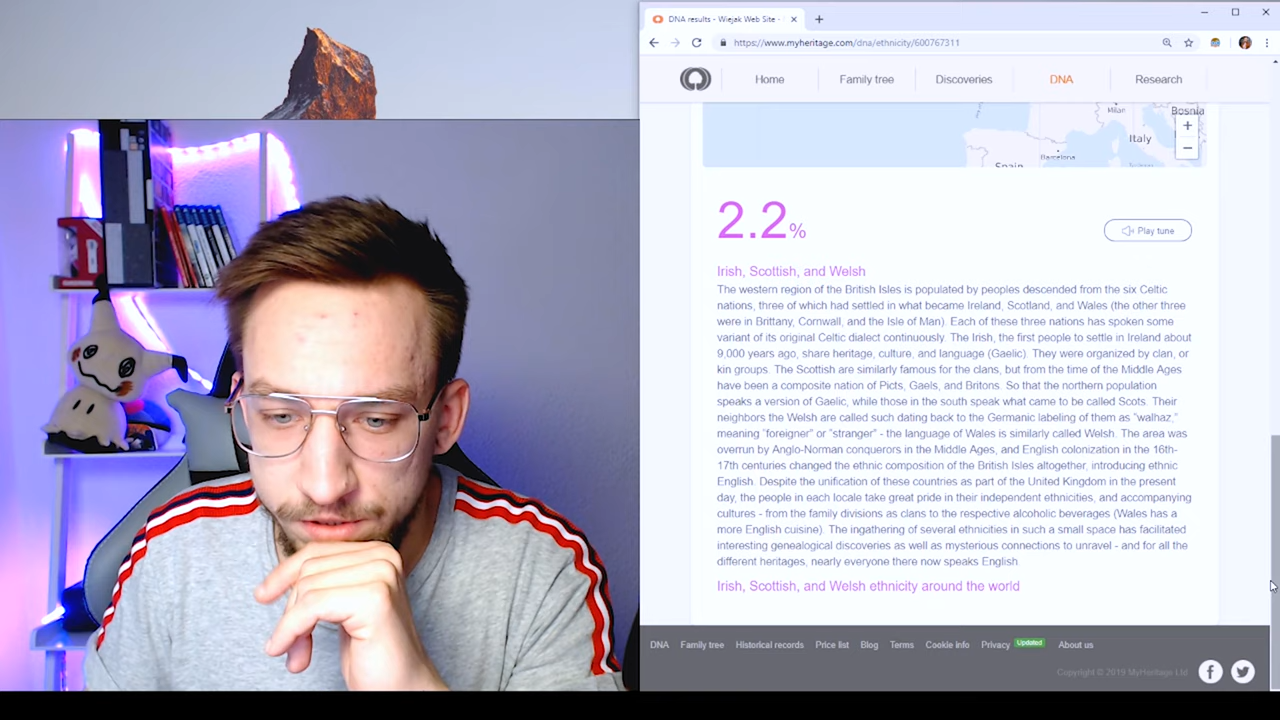 DNA results - Wiejak Web Site -
https://www.myheritage.com/dna/ethnicity/600767311
Home Family tree Discoveries DNA Research
Milan
Bosnia
Italy
Barcelona
Spain
+
−
2.2%
Play tune
Irish, Scottish, and Welsh
The western region of the British Isles is populated by peoples descended from the six Celtic
nations, three of which had settled in what became Ireland, Scotland, and Wales (the other three
were in Brittany, Cornwall, and the Isle of Man). Each of these three nations has spoken some
variant of its original Celtic dialect continuously. The Irish, the first people to settle in Ireland about
9,000 years ago, share heritage, culture, and language (Gaelic). They were organized by clan, or
kin groups. The Scottish are similarly famous for the clans, but from the time of the Middle Ages
have been a composite nation of Picts, Gaels, and Britons. So that the northern population
speaks a version of Gaelic, while those in the south speak what came to be called Scots. Their
neighbors the Welsh are called such dating back to the Germanic labeling of them as "walhaz,"
meaning "foreigner" or "stranger" - the language of Wales is similarly called Welsh. The area was
overrun by Anglo-Norman conquerors in the Middle Ages, and English colonization in the 16th-
17th centuries changed the ethnic composition of the British Isles altogether, introducing ethnic
English. Despite the unification of these countries as part of the United Kingdom in the present
day, the people in each locale take great pride in their independent ethnicities, and accompanying
cultures - from the family divisions as clans to the respective alcoholic beverages (Wales has a
more English cuisine). The ingathering of several ethnicities in such a small space has facilitated
interesting genealogical discoveries as well as mysterious connections to unravel - and for all the
different heritages, nearly everyone there now speaks English
Irish, Scottish, and Welsh ethnicity around the world
DNA Family tree Historical records Price list Blog Terms Cookie info Privacy Updated About us
Copyright © 2019 MyHeritage Ltd